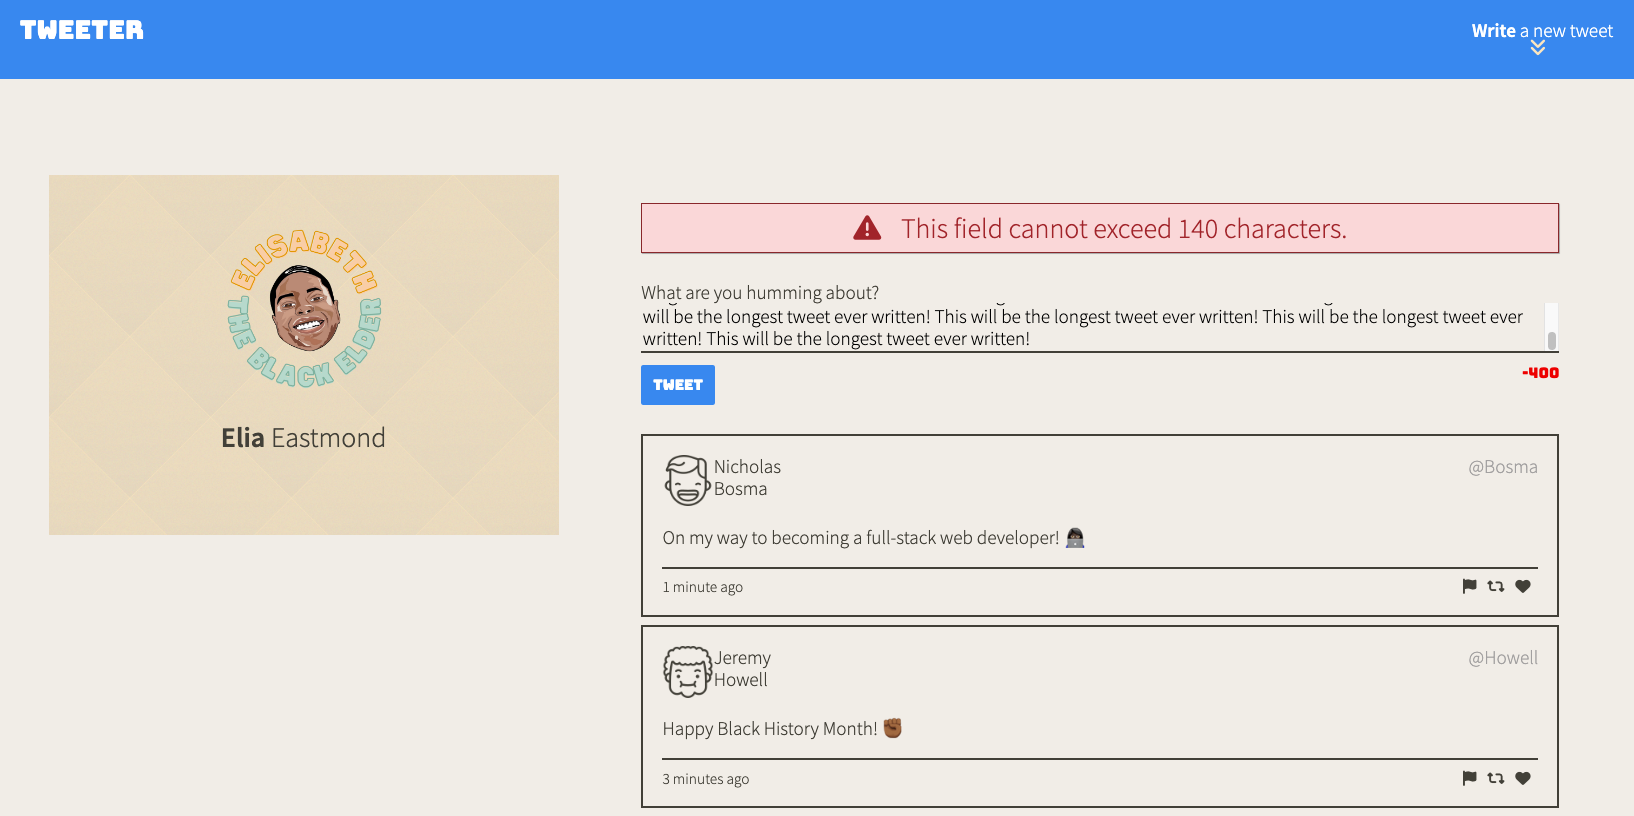 TWEETER
Write a new tweet
ELISABETH
THE BLACK ELDER
Elia Eastmond
This field cannot exceed 140 characters.
What are you humming about?
will be the longest tweet ever written! This will be the longest tweet ever written! This will be the longest tweet ever
written! This will be the longest tweet ever written!
TWEET
-400
Nicholas
Bosma
@Bosma
On my way to becoming a full-stack web developer! 👩🏿‍💻
1 minute ago
Jeremy
Howell
@Howell
Happy Black History Month! ✊🏾
3 minutes ago